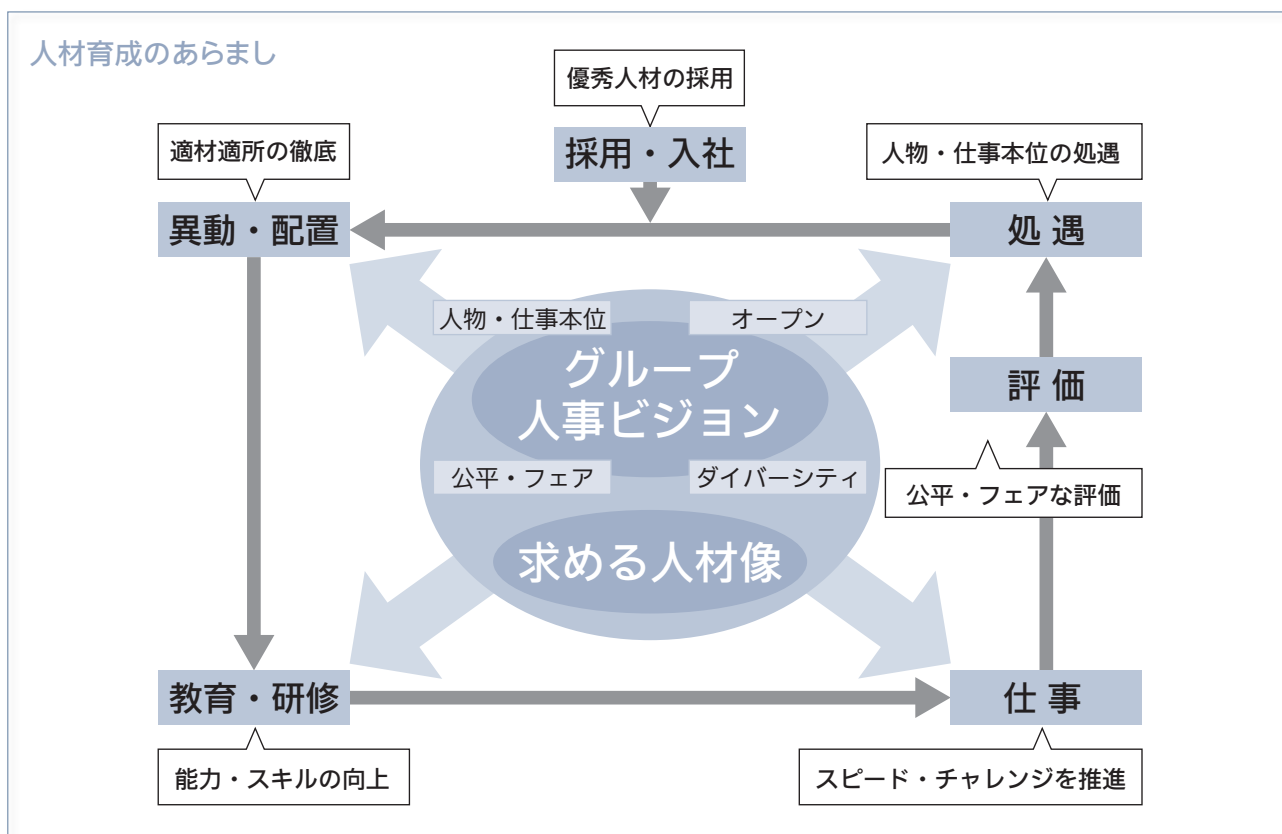 人材育成のあらまし
優秀人材の採用
採用・入社
適材適所の徹底
異動・配置
人物・仕事本位の処遇
処 遇
人物・仕事本位
オープン
グループ
人事ビジョン
評 価
公平・フェア
ダイバーシティ
公平・フェアな評価
求める人材像
教育・研修
仕 事
能力・スキルの向上
スピード・チャレンジを推進